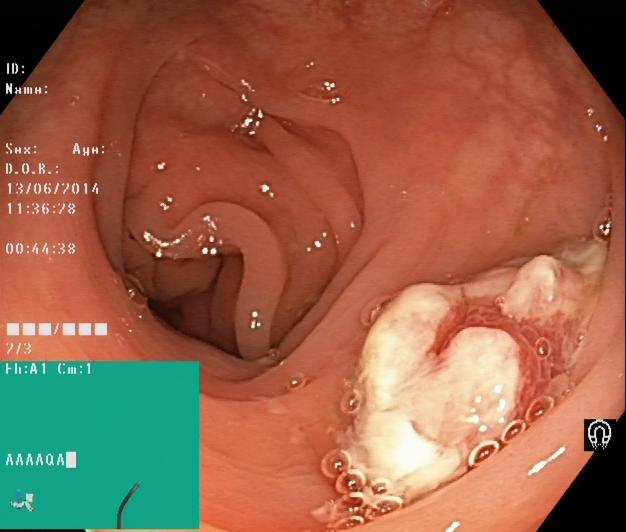 ID:
Name:
Sex: Age:
D.O.B.:
13/06/2014
11:36:28
00:44:38
■■■/■■■
2/3
Eh:A1 Cm:1
AAAAQA